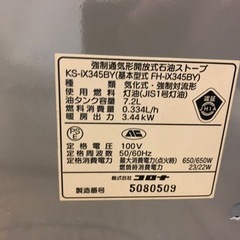 強制通気形開放式石油ストーブ
KS-iX345BY(基本型式 FH-iX345BY)
種類 気化式・強制対流形
使用燃料 灯油(JIS1号灯油)
油タンク容量 7.2L
燃料消費量 0.334L/h
暖房出力 3.44kW
定格電圧 100V
定格周波数 50/60Hz
定格消費電力 最大消費電力(点火時) 650/650W
燃焼時消費電力 23/22W
株式会社 コロナ
製造番号 5080509